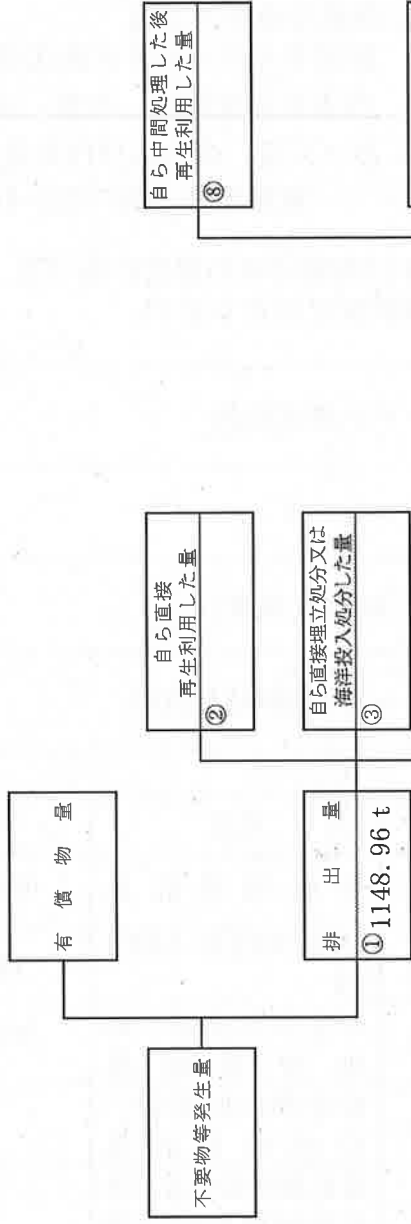 不要物等発生量
有償物量
排出量
①1148.96 t
自ら直接
再生利用した量
②
自ら直接埋立処分又は
海洋投入処分した量
③
自ら中間処理した後
再生利用した量
⑧